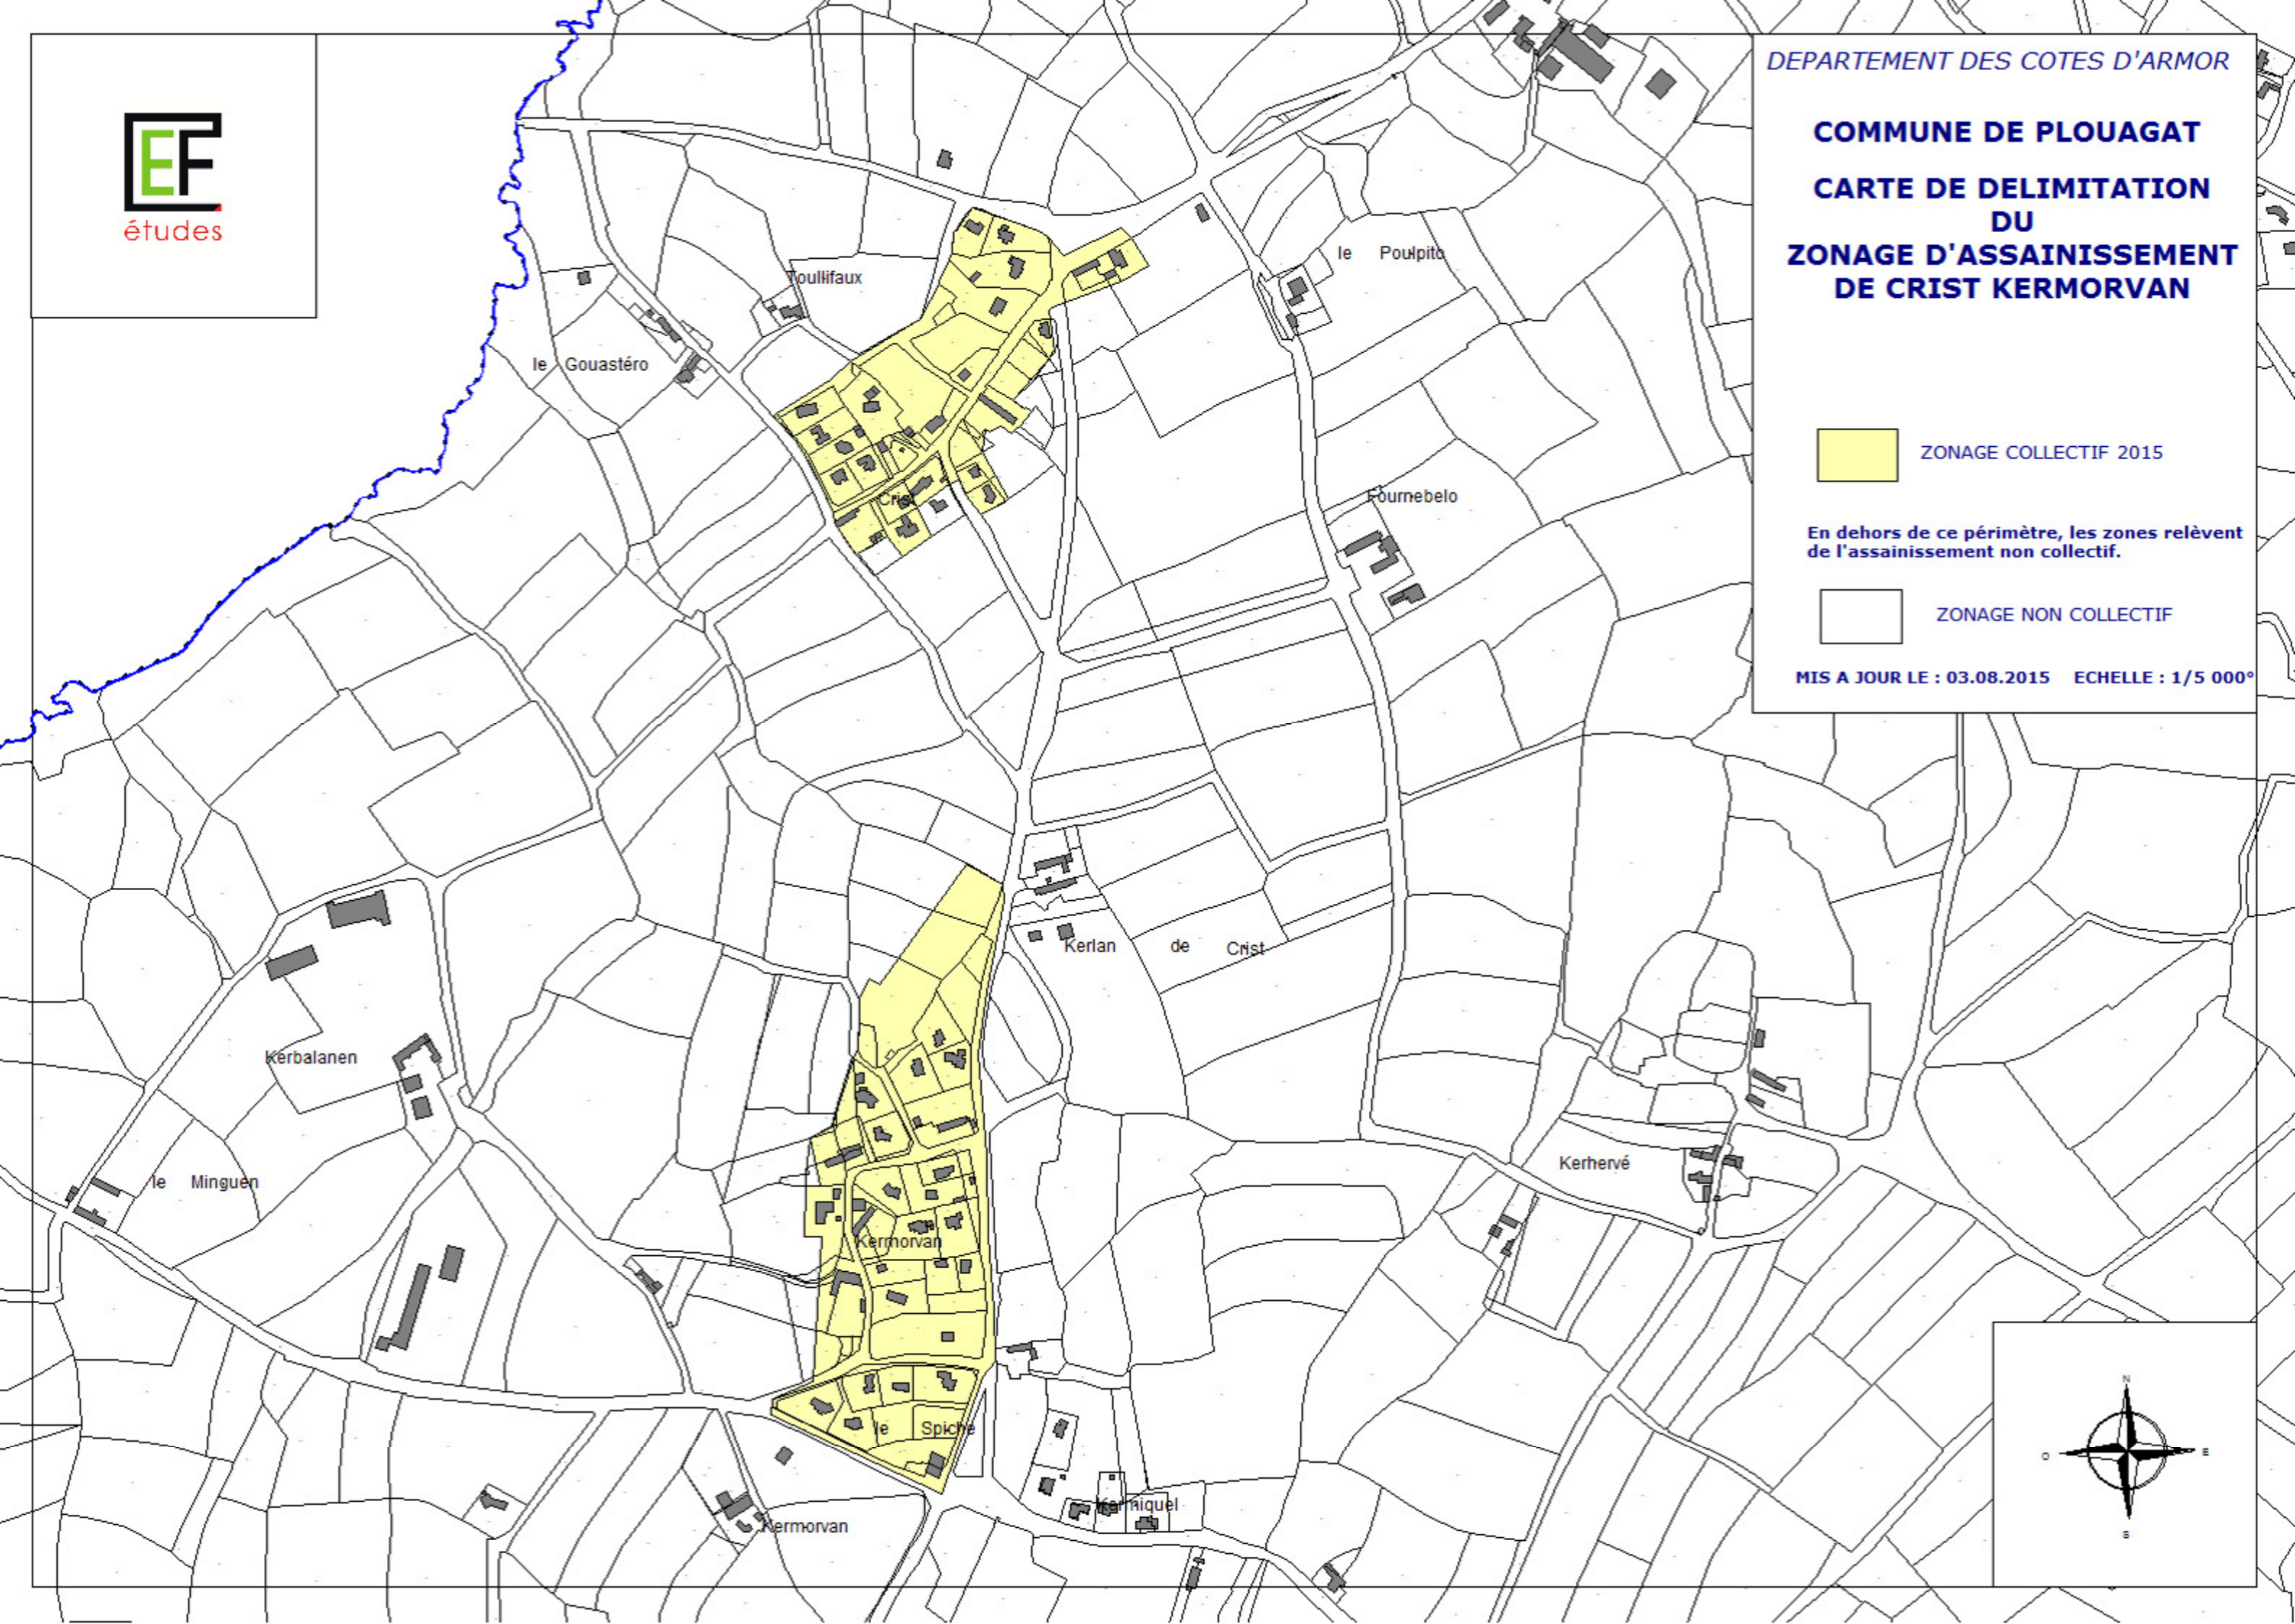 EF
études
DEPARTEMENT DES COTES D'ARMOR
COMMUNE DE PLOUAGAT
CARTE DE DELIMITATION
DU
ZONAGE D'ASSAINISSEMENT
DE CRIST KERMORVAN
ZONAGE COLLECTIF 2015
En dehors de ce périmètre, les zones relèvent
de l'assainissement non collectif.
ZONAGE NON COLLECTIF
MIS A JOUR LE : 03.08.2015 ECHELLE : 1/5 000°
le Poulpito
Toullifaux
le Gouastéro
Crist
Fournebelo
Kerlan de Crist
Kerbalanen
le Minguen
Kerhervé
Kermorvan
le Spiche
Kermiquel
Kermorvan
N
O
E
S